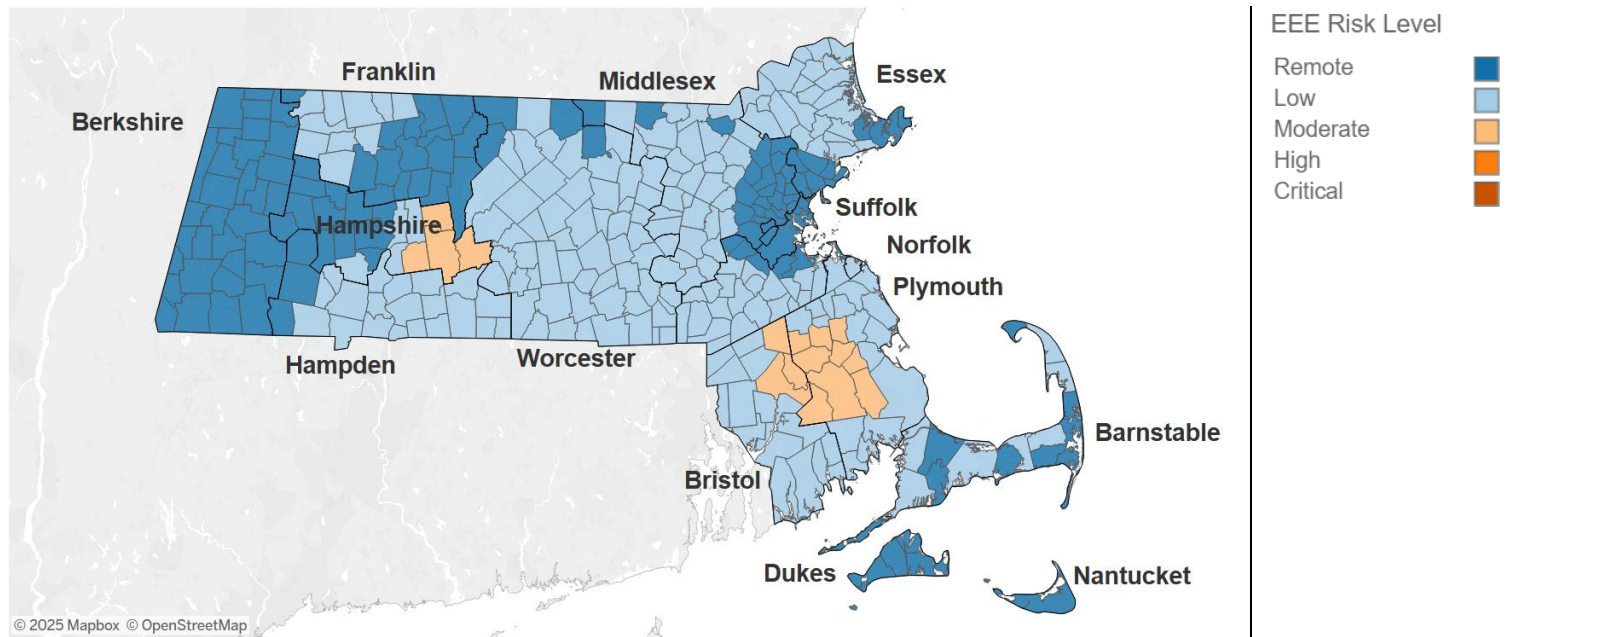 Franklin
Middlesex
Essex
Berkshire
Suffolk
Hampshire
Norfolk
Plymouth
Hampden
Worcester
Barnstable
Bristol
Dukes
Nantucket
© 2025 Mapbox © OpenStreetMap
EEE Risk Level
Remote
Low
Moderate
High
Critical